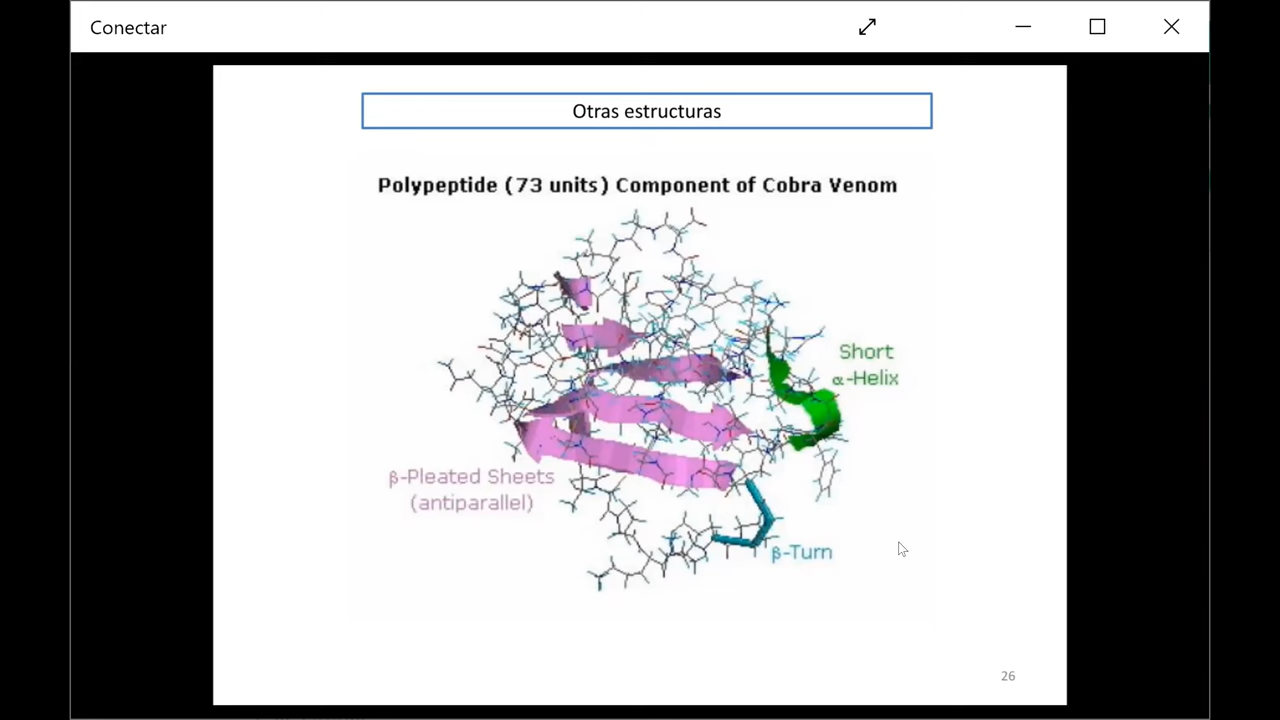 Conectar
Otras estructuras
Polypeptide (73 units) Component of Cobra Venom
Short
α-Helix
β-Pleated Sheets
(antiparallel)
β-Turn
26